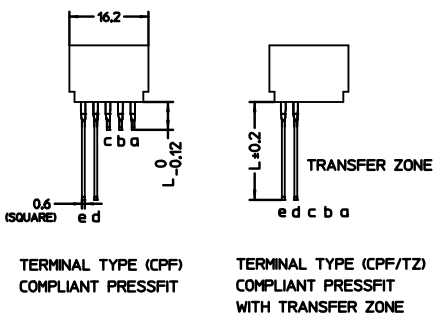 16.2
c b a
L 0 -0.12
0.6
(SQUARE)
e d
TERMINAL TYPE (CPF)
COMPLIANT PRESSFIT
L±0.2
TRANSFER ZONE
e d c b a
TERMINAL TYPE (CPF/TZ)
COMPLIANT PRESSFIT
WITH TRANSFER ZONE